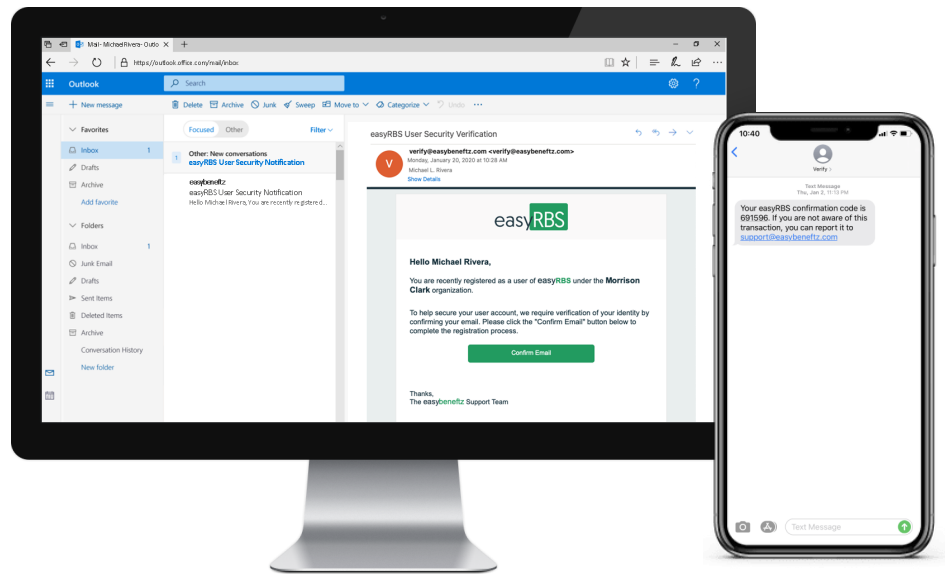 Mail - Michael Rivera - Outlo
https://outlook.office.com/mail/inbox
Outlook
Search
New message
Delete Archive Junk Sweep Move to Categorize Undo
Favorites
Inbox 1
Drafts
Archive
Add favorite
Folders
Inbox 1
Junk Email
Drafts
Sent Items
Deleted Items
Archive
Conversation History
New folder
Focused Other Filter
1
Other: New conversations
easyRBS User Security Notification
easybeneftz
easyRBS User Security Notification
Hello Michael Rivera, You are recently registered...
easyRBS User Security Verification
V
verify@easybeneftz.com <verify@easybeneftz.com>
Monday, January 20, 2020 at 10:28 AM
Michael L. Rivera
Show Details
easyRBS
Hello Michael Rivera,
You are recently registered as a user of easyRBS under the Morrison
Clark organization.
To help secure your user account, we require verification of your identity by
confirming your email. Please click the "Confirm Email" button below to
complete the registration process.
Confirm Email
Thanks,
The easybeneftz Support Team
10:40
Verify >
Text Message
Thu, Jan 2, 11:13 PM
Your easyRBS confirmation code is
691596. If you are not aware of this
transaction, you can report it to
support@easybeneftz.com
Text Message